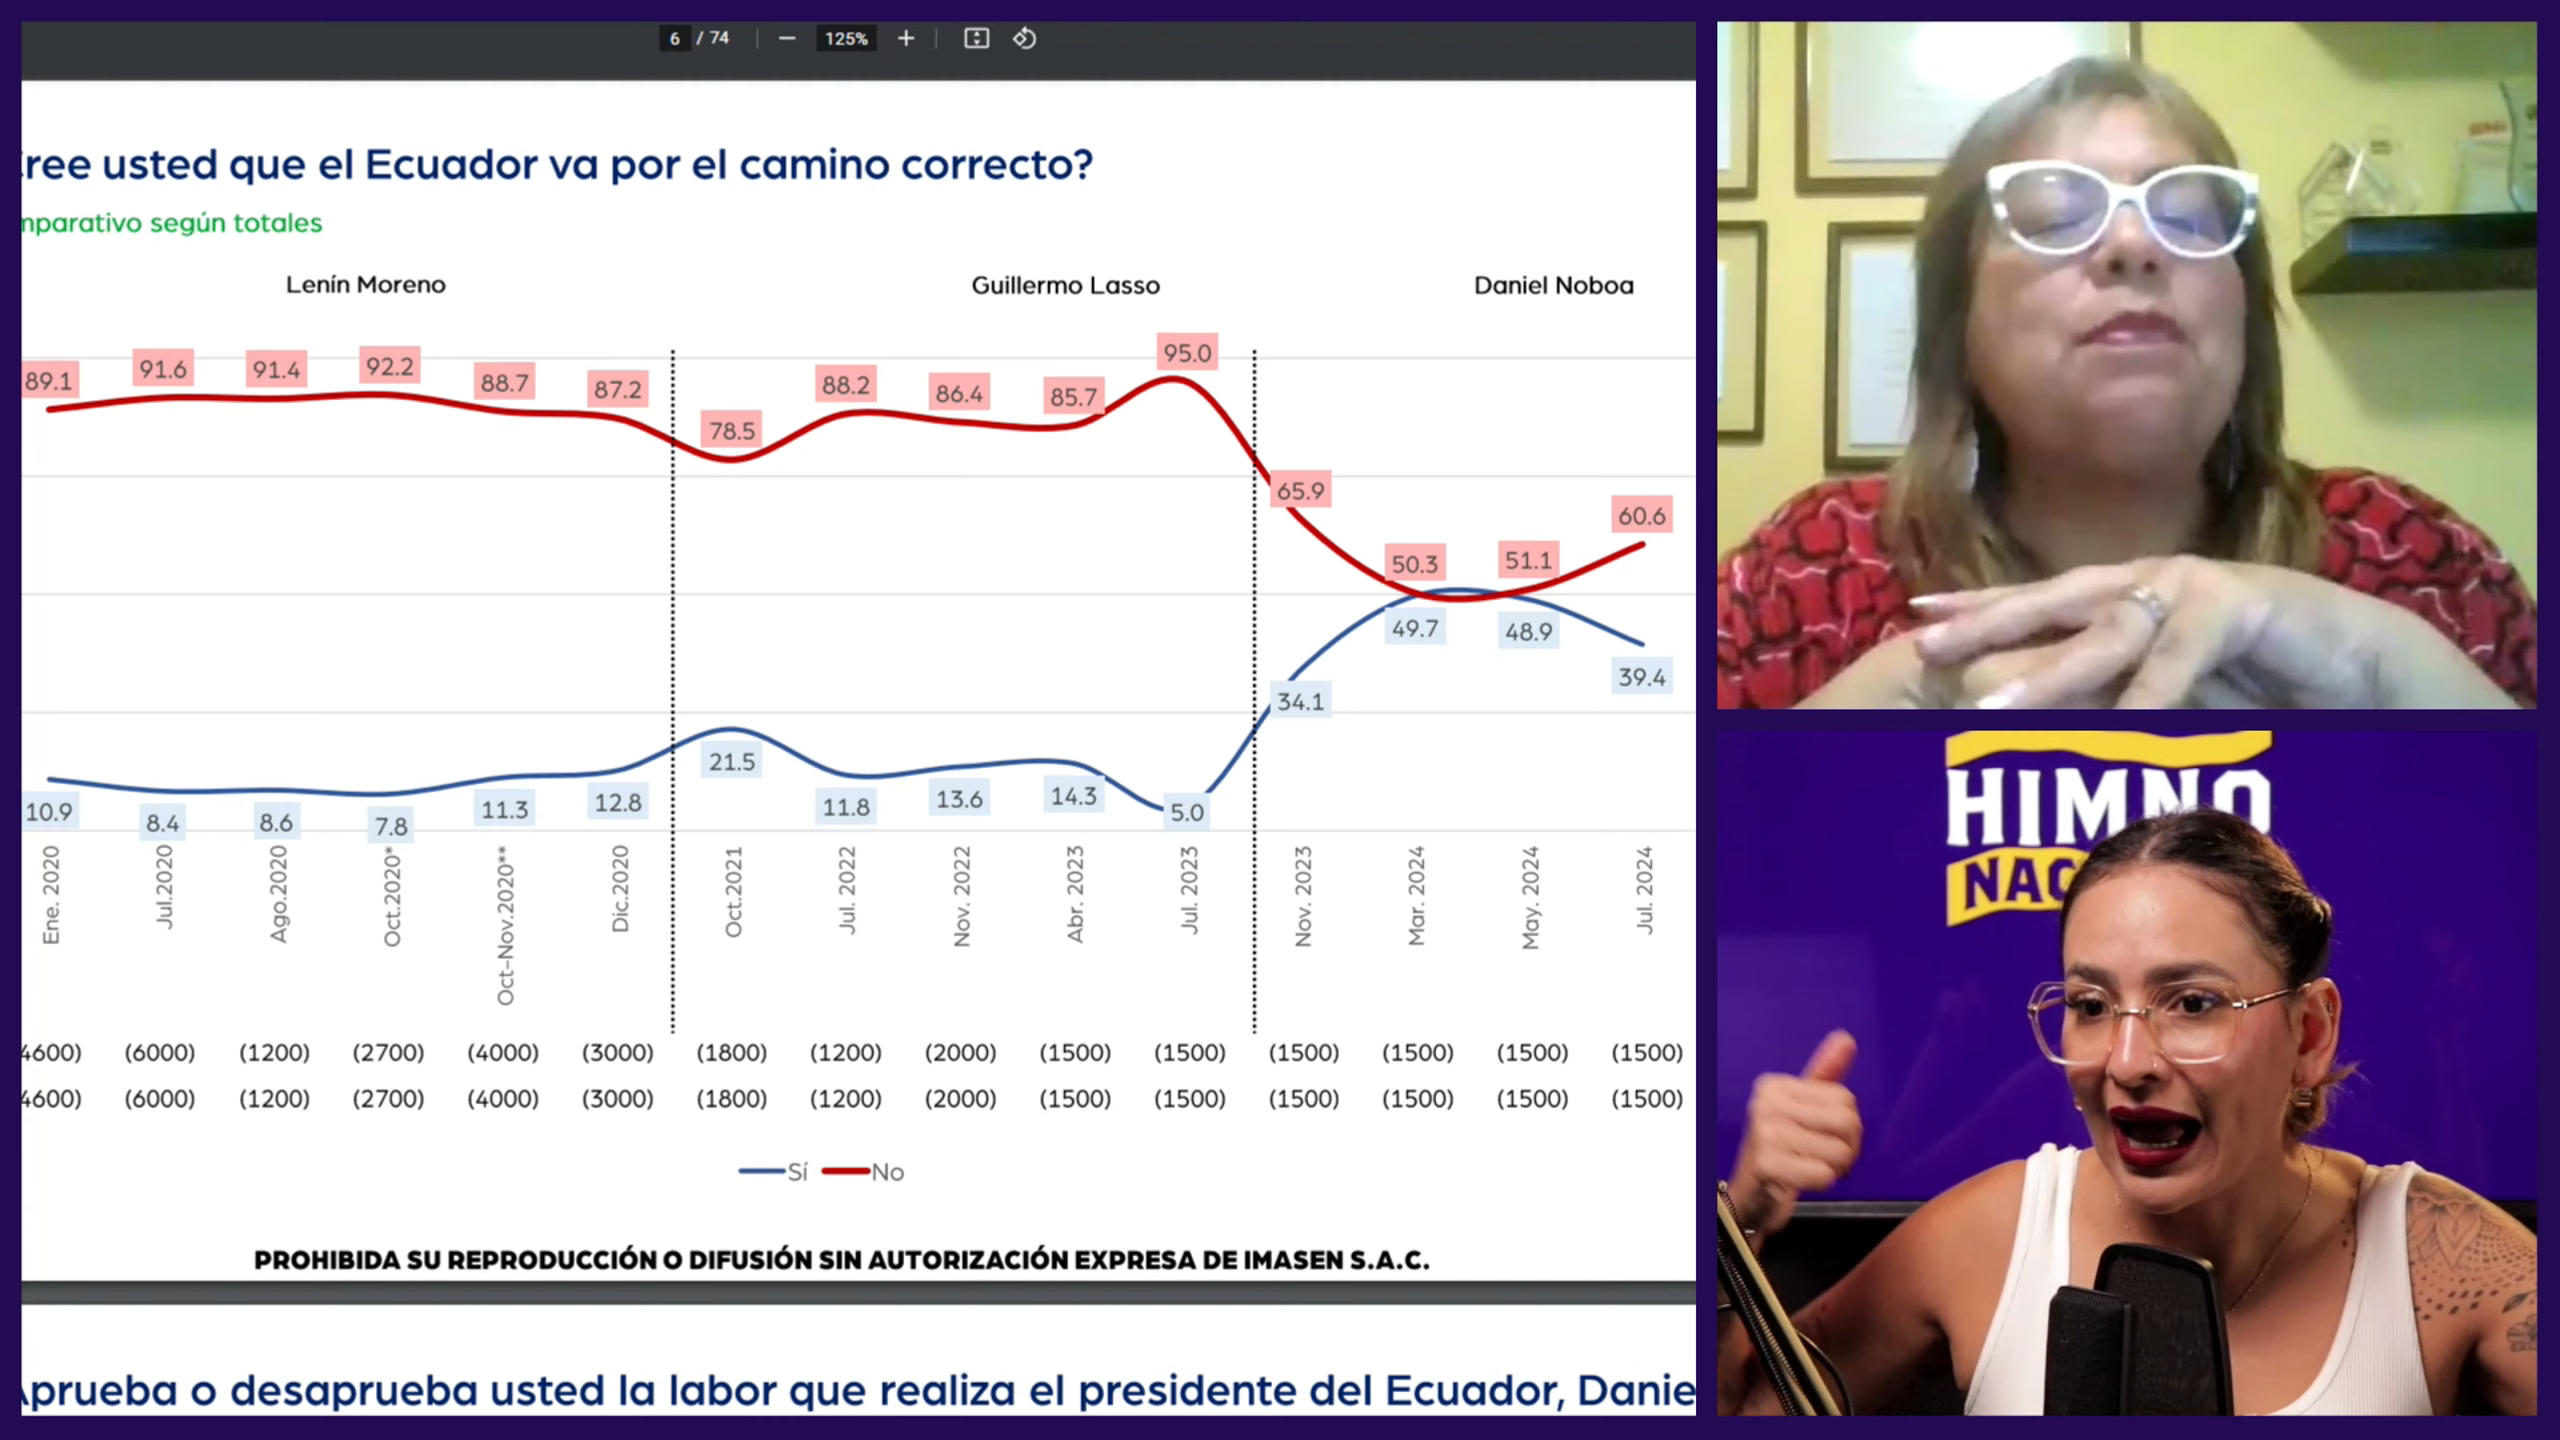 6 / 74 − 125% +
ree usted que el Ecuador va por el camino correcto?
mparativo según totales
Lenín Moreno Guillermo Lasso Daniel Noboa
89.1 91.6 91.4 92.2 88.7 87.2 78.5 88.2 86.4 85.7 95.0 65.9 50.3 51.1 60.6
10.9 8.4 8.6 7.8 11.3 12.8 21.5 11.8 13.6 14.3 5.0 34.1 49.7 48.9 39.4
Ene. 2020 Jul.2020 Ago.2020 Oct.2020* Oct-Nov.2020** Dic.2020 Oct.2021 Jul. 2022 Nov. 2022 Abr. 2023 Jul. 2023 Nov. 2023 Mar. 2024 May. 2024 Jul. 2024
4600) (6000) (1200) (2700) (4000) (3000) (1800) (1200) (2000) (1500) (1500) (1500) (1500) (1500) (1500)
4600) (6000) (1200) (2700) (4000) (3000) (1800) (1200) (2000) (1500) (1500) (1500) (1500) (1500) (1500)
Sí No
PROHIBIDA SU REPRODUCCIÓN O DIFUSIÓN SIN AUTORIZACIÓN EXPRESA DE IMASEN S.A.C.
Aprueba o desaprueba usted la labor que realiza el presidente del Ecuador, Danie
HIMNO
NAC